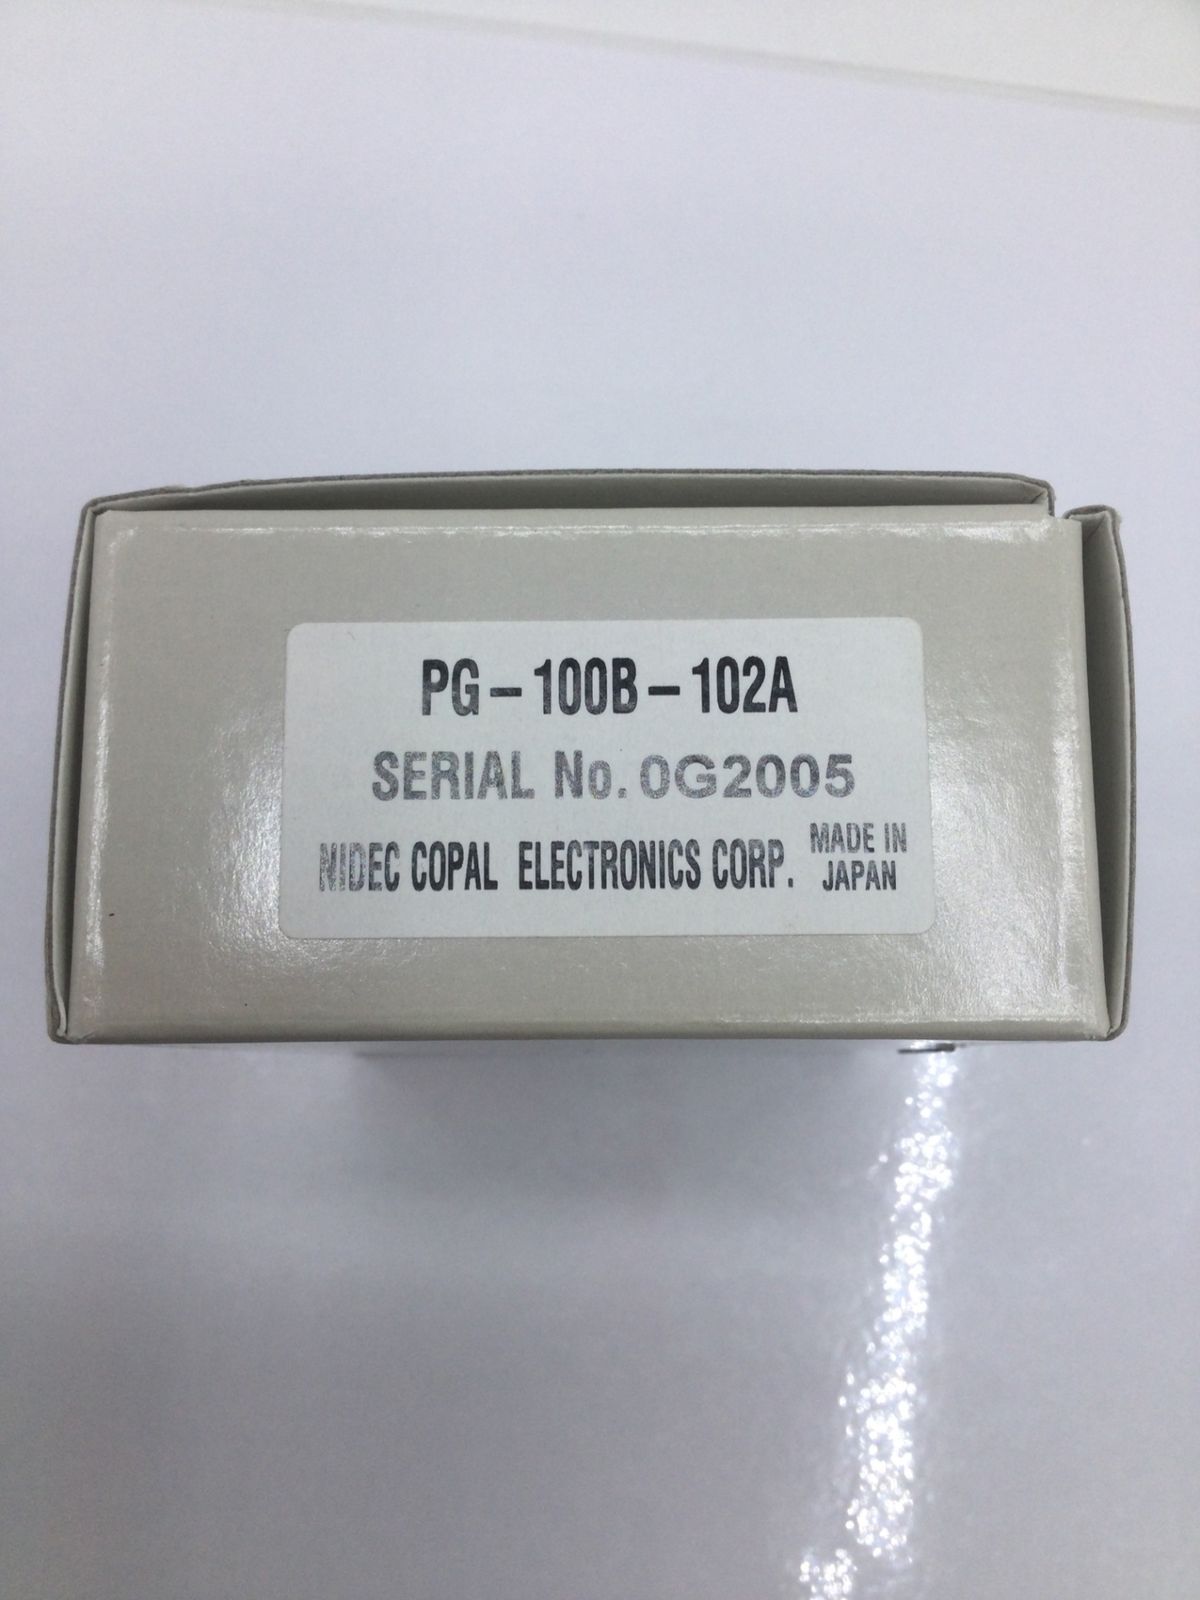 PG-100B-102A
SERIAL No. 0G2005
NIDEC COPAL ELECTRONICS CORP. MADE IN JAPAN